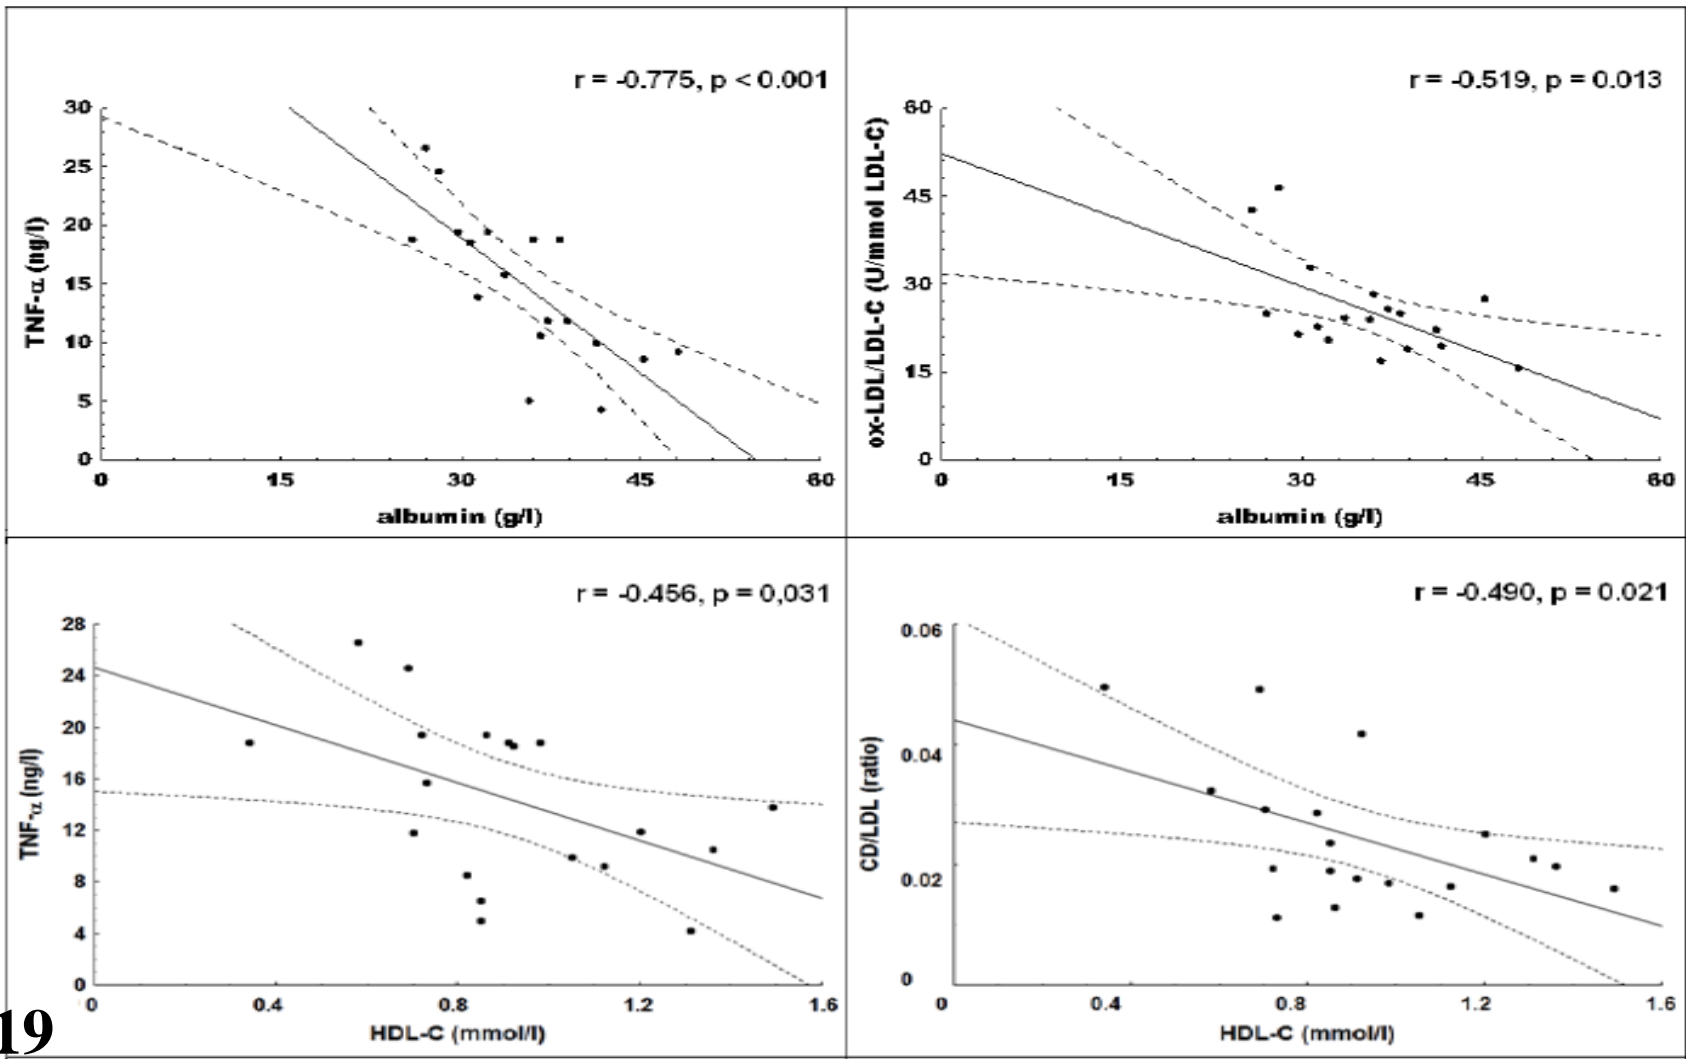 r = -0.775, p < 0.001
30
25
20
15
10
5
0
TNF-α (ng/l)
0 15 30 45 60
albumin (g/l)
r = -0.519, p = 0.013
60
45
30
15
0
ox-LDL/LDL-C (U/mmol LDL-C)
0 15 30 45 60
albumin (g/l)
r = -0.456, p = 0,031
28
24
20
16
12
8
4
0
TNF-α (ng/l)
0 0.4 0.8 1.2 1.6
HDL-C (mmol/l)
r = -0.490, p = 0.021
0.06
0.04
0.02
0
CD/LDL (ratio)
0 0.4 0.8 1.2 1.6
HDL-C (mmol/l)
19